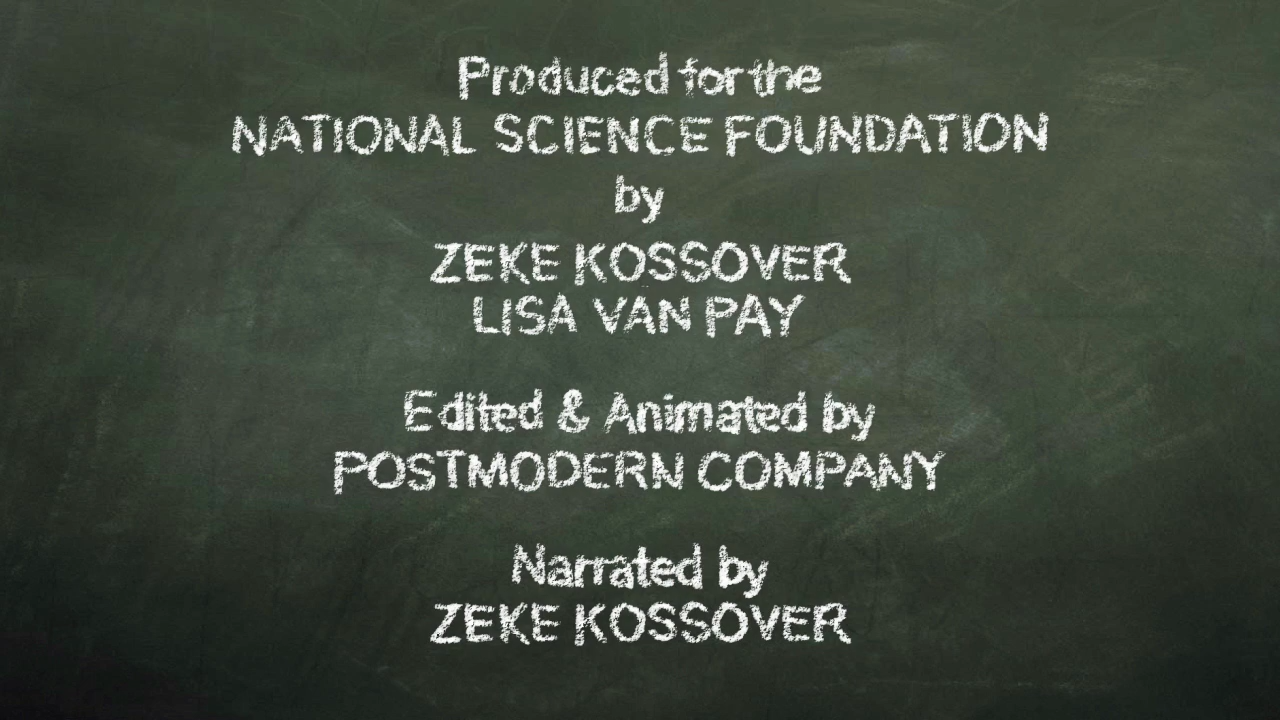 Produced for the
NATIONAL SCIENCE FOUNDATION
by
ZEKE KOSSOVER
LISA VAN PAY
Edited & Animated by
POSTMODERN COMPANY
Narrated by
ZEKE KOSSOVER